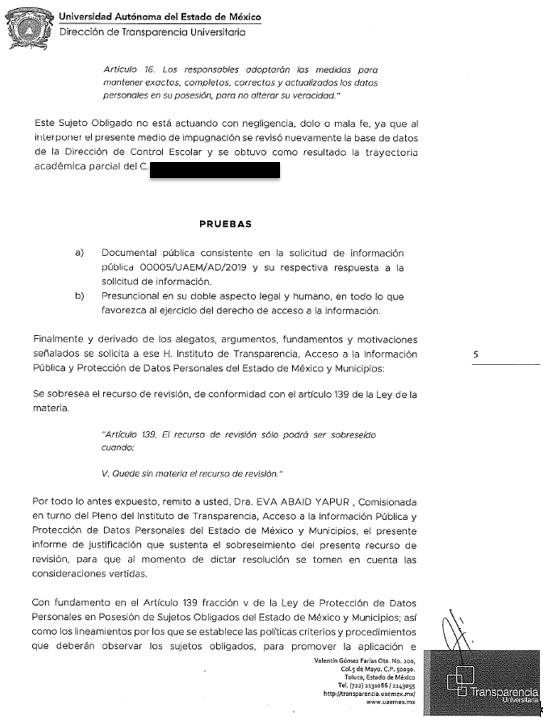 Universidad Autónoma del Estado de México
Dirección de Transparencia Universitaria
Artículo 16. Los responsables adoptarán las medidas para
mantener exactos, completos, correctos y actualizados los datos
personales en su posesión, para no alterar su veracidad."
Este Sujeto Obligado no está actuando con negligencia, dolo o mala fe, ya que al
interponer el presente medio de impugnación se revisó nuevamente la base de datos
de la Dirección de Control Escolar y se obtuvo como resultado la trayectoria
académica parcial del C.
PRUEBAS
a) Documental pública consistente en la solicitud de información
pública 00005/UAEM/AD/2019 y su respectiva respuesta a la
solicitud de información.
b) Presuncional en su doble aspecto legal y humano, en todo lo que
favorezca al ejercicio del derecho de acceso a la información.
Finalmente y derivado de los alegatos, argumentos, fundamentos y motivaciones
señalados se solicita a ese H. Instituto de Transparencia, Acceso a la Información
Pública y Protección de Datos Personales del Estado de México y Municipios:
5
Se sobresea el recurso de revisión, de conformidad con el artículo 139 de la Ley de la
materia.
"Artículo 139. El recurso de revisión sólo podrá ser sobreseído
cuando:
V. Quede sin materia el recurso de revisión."
Por todo lo antes expuesto, remito a usted, Dra. EVA ABAID YAPUR , Comisionada
en turno del Pleno del Instituto de Transparencia, Acceso a la Información Pública y
Protección de Datos Personales del Estado de México y Municipios, el presente
informe de justificación que sustenta el sobreseimiento del presente recurso de
revisión, para que al momento de dictar resolución se tomen en cuenta las
consideraciones vertidas.
Con fundamento en el Artículo 139 fracción v de la Ley de Protección de Datos
Personales en Posesión de Sujetos Obligados del Estado de México y Municipios; así
como los lineamientos por los que se establece las políticas criterios y procedimientos
que deberán observar los sujetos obligados, para promover la aplicación e
Valentín Gómez Farías Ote. No. 200,
Col.5 de Mayo. C.P. 50090.
Toluca, Estado de México
Tel. (722) 2131086 / 2143055
http://transparencia.uaemex.mx/
www.uaemex.mx
Transparencia
Universitaria